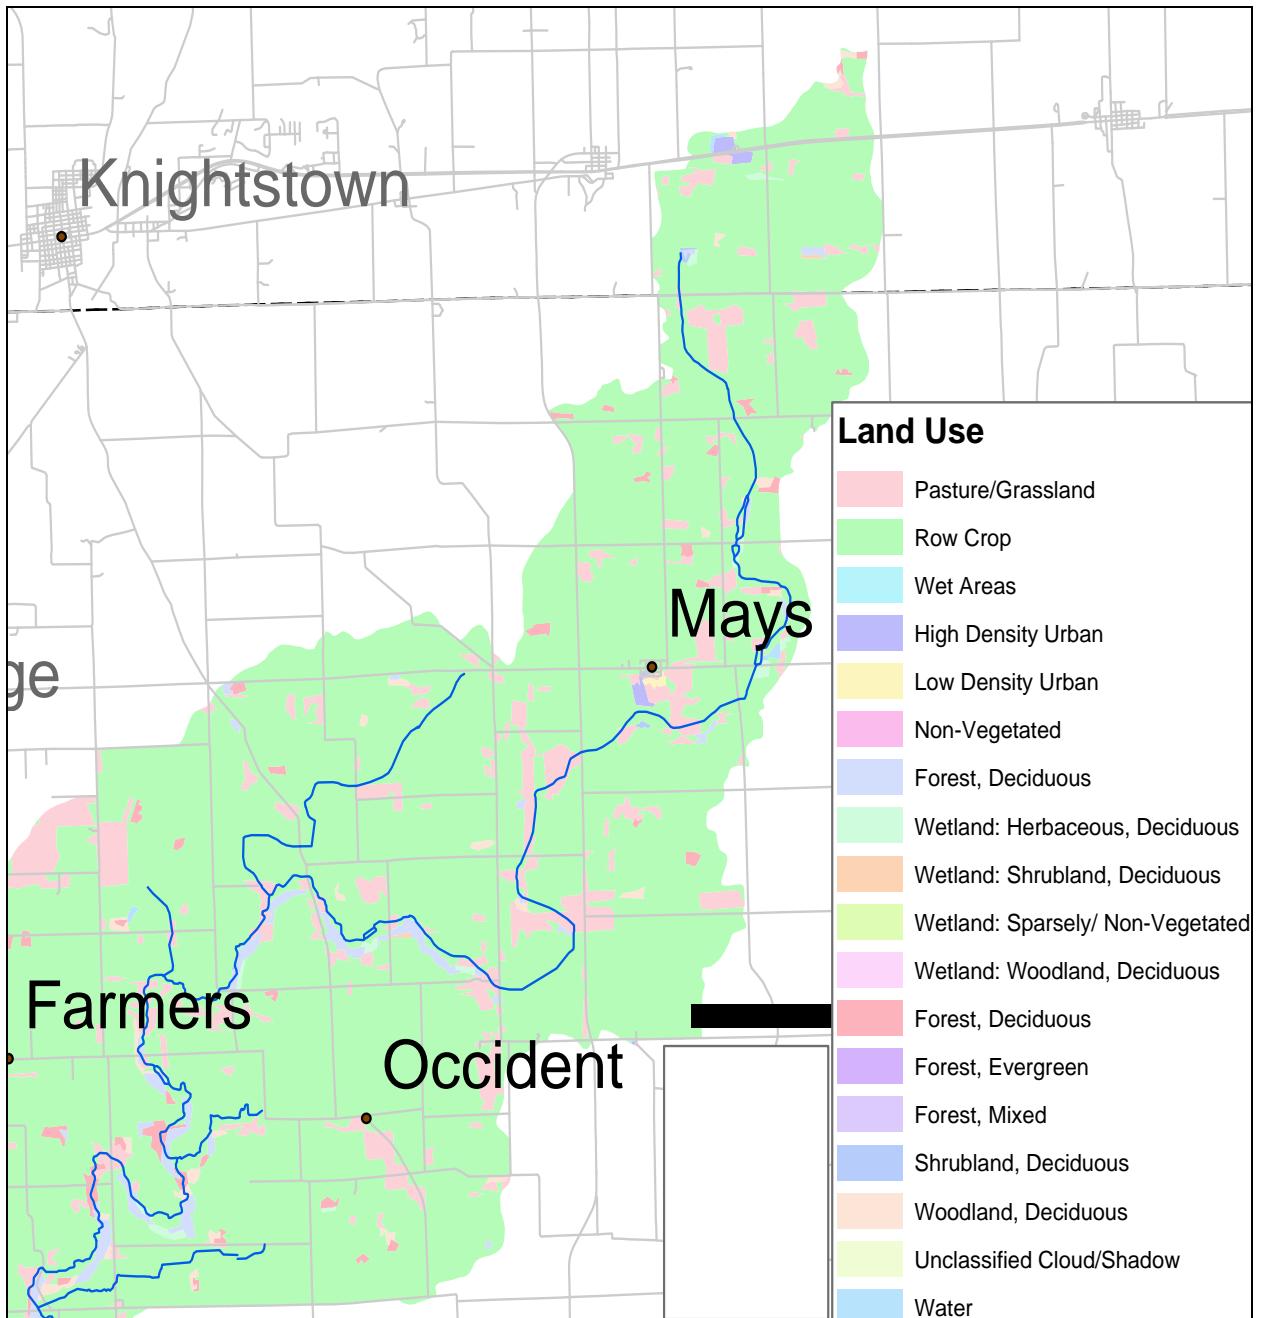 Knightstown
Land Use
Pasture/Grassland
Row Crop
Wet Areas
High Density Urban
Low Density Urban
Non-Vegetated
Forest, Deciduous
Wetland: Herbaceous, Deciduous
Wetland: Shrubland, Deciduous
Wetland: Sparsely/ Non-Vegetated
Wetland: Woodland, Deciduous
Forest, Deciduous
Forest, Evergreen
Forest, Mixed
Shrubland, Deciduous
Woodland, Deciduous
Unclassified Cloud/Shadow
Water
Mays
ge
Farmers
Occident